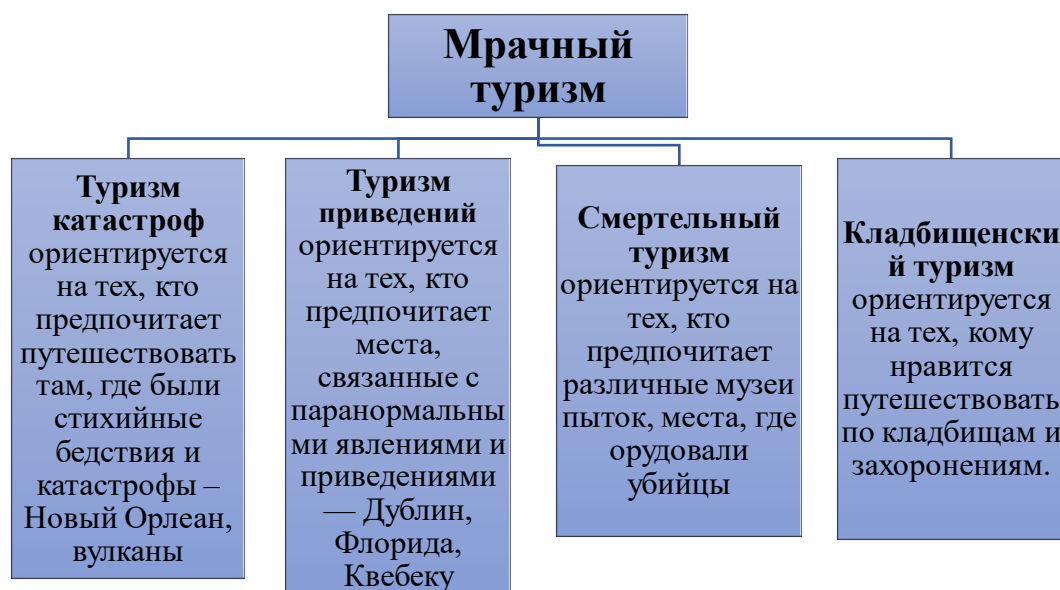 Мрачный
туризм
Туризм
катастроф
ориентируется
на тех, кто
предпочитает
путешествовать
там, где были
стихийные
бедствия и
катастрофы –
Новый Орлеан,
вулканы
Туризм
приведений
ориентируется
на тех, кто
предпочитает
места,
связанные с
паранормальны
ми явлениями и
приведениями
— Дублин,
Флорида,
Квебеку
Смертельный
туризм
ориентируется на
тех, кто
предпочитает
различные музеи
пыток, места, где
орудовали
убийцы
Кладбищенски
й туризм
ориентируется
на тех, кому
нравится
путешествовать
по кладбищам и
захоронениям.